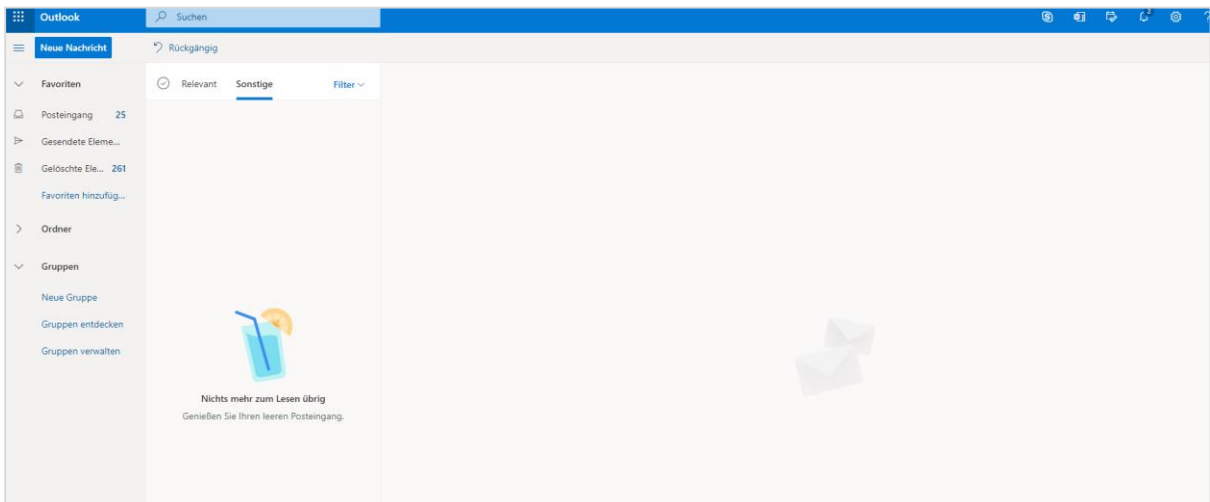 Outlook
Suchen
2
?
Neue Nachricht
Rückgängig
Favoriten
Relevant
Sonstige
Filter
Posteingang 25
Gesendete Eleme...
Gelöschte Ele... 261
Favoriten hinzufüg...
Ordner
Gruppen
Neue Gruppe
Gruppen entdecken
Gruppen verwalten
Nichts mehr zum Lesen übrig
Genießen Sie Ihren leeren Posteingang.